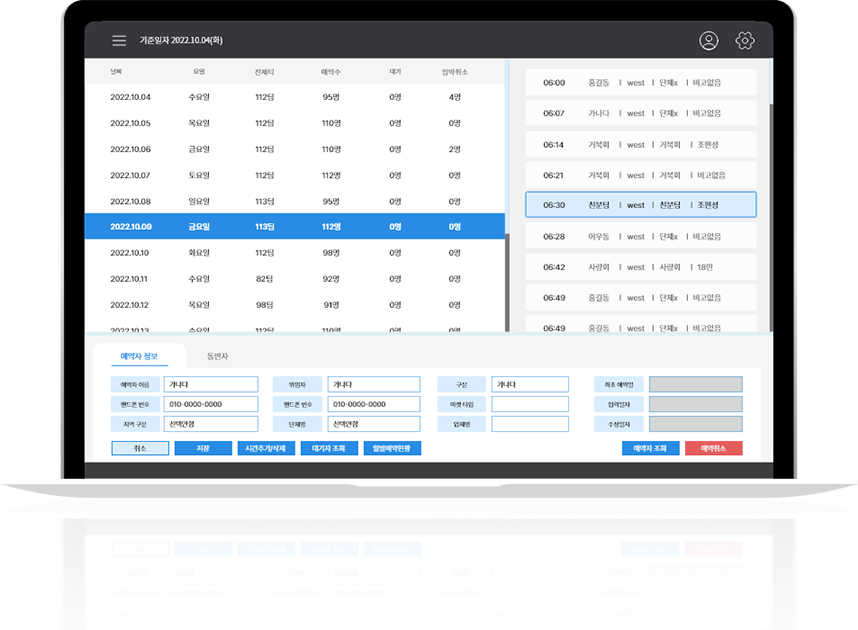 기준일자 2022.10.04(화)
날짜 요일 전체티 예약수 대기 임박취소
2022.10.04 수요일 112팀 95명 0명 4명
2022.10.05 목요일 112팀 110명 0명 0명
2022.10.06 금요일 112팀 110명 0명 2명
2022.10.07 토요일 112팀 112명 0명 0명
2022.10.08 일요일 113팀 95명 0명 0명
2022.10.09 금요일 113팀 112명 0명 0명
2022.10.10 화요일 112팀 98명 0명 0명
2022.10.11 수요일 82팀 92명 0명 0명
2022.10.12 목요일 98팀 91명 0명 0명
2022.10.13 수요일 112팀 110명 0명 0명
06:00 홍길동 | west | 단체x | 비고없음
06:07 가나다 | west | 단체x | 비고없음
06:14 거북회 | west | 거북회 | 조편성
06:21 거북회 | west | 거북회 | 비고없음
06:30 친분팀 | west | 친분팀 | 조편성
06:28 여우동 | west | 단체x | 비고없음
06:42 사랑회 | west | 사랑회 | 18만
06:49 홍길동 | west | 단체x | 비고없음
06:49 홍길동 | west | 단체x | 비고없음
예약자 정보 동반자
예약자 이름 가나다 위임자 가나다 구분 가나다 최초 예약일
핸드폰 번호 010-0000-0000 핸드폰 번호 010-0000-0000 마켓 타입 입력일자
지역 구분 선택안함 단체명 선택안함 업체명 수정일자
취소 저장 시간추가/삭제 대기자 조회 월별예약현황 예약자 조회 예약취소